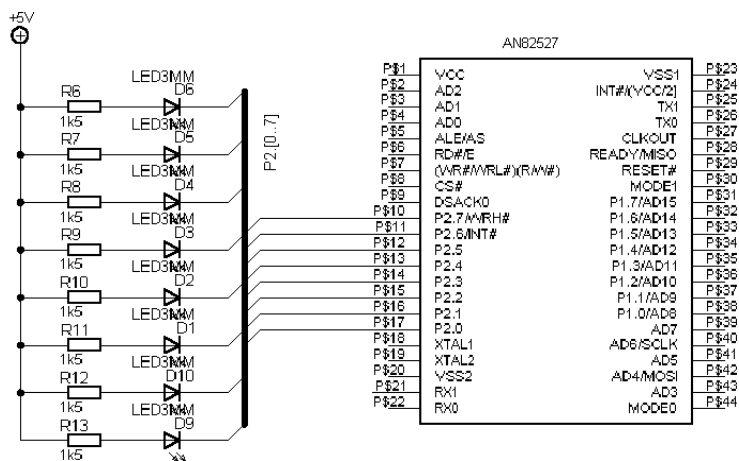 +5V
AN82527
LED3MM
R6
D6
1k5
LED3MM
R7
D5
1k5
LED3MM
R8
D4
1k5
LED3MM
R9
D3
1k5
LED3MM
R10
D2
1k5
LED3MM
R11
D1
1k5
LED3MM
R12
D10
1k5
LED3MM
R13
D9
1k5
P2.[0..7]
P$1 VCC
P$2 AD2
P$3 AD1
P$4 AD0
P$5 ALE/AS
P$6 RD#/E
P$7 (WR#/WRL#)(R/W#)
P$8 CS#
P$9 DSACK0
P$10 P2.7/WRH#
P$11 P2.6/INT#
P$12 P2.5
P$13 P2.4
P$14 P2.3
P$15 P2.2
P$16 P2.1
P$17 P2.0
P$18 XTAL1
P$19 XTAL2
P$20 VSS2
P$21 RX1
P$22 RX0
VSS1 P$23
INT#/(VCC/2) P$24
TX1 P$25
TX0 P$26
CLKOUT P$27
READY/MISO P$28
RESET# P$29
MODE1 P$30
P1.7/AD15 P$31
P1.6/AD14 P$32
P1.5/AD13 P$33
P1.4/AD12 P$34
P1.3/AD11 P$35
P1.2/AD10 P$36
P1.1/AD9 P$37
P1.0/AD8 P$38
AD7 P$39
AD6/SCLK P$40
AD5 P$41
AD4/MOSI P$42
AD3 P$43
MODE0 P$44